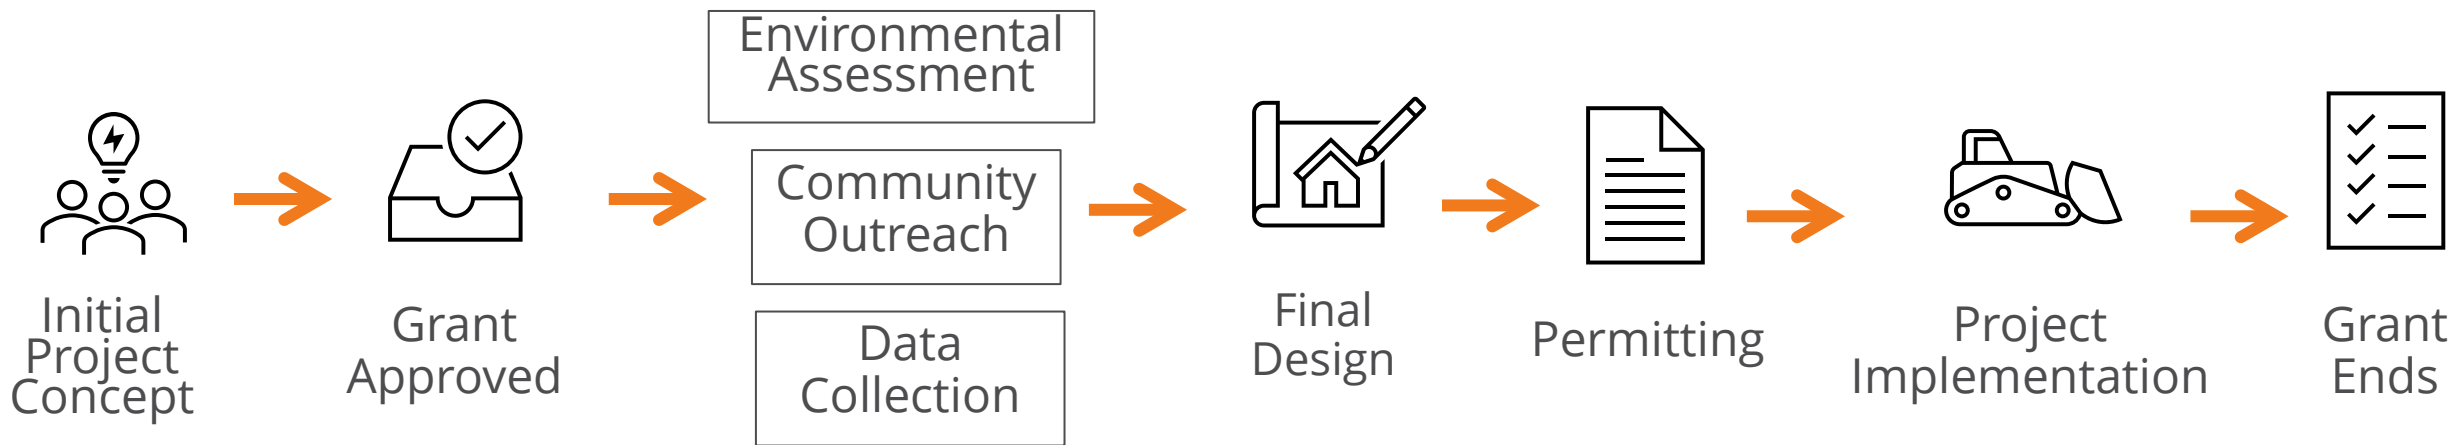 Initial
Project
Concept
Grant
Approved
Environmental
Assessment
Community
Outreach
Data
Collection
Final
Design
Permitting
Project
Implementation
Grant
Ends